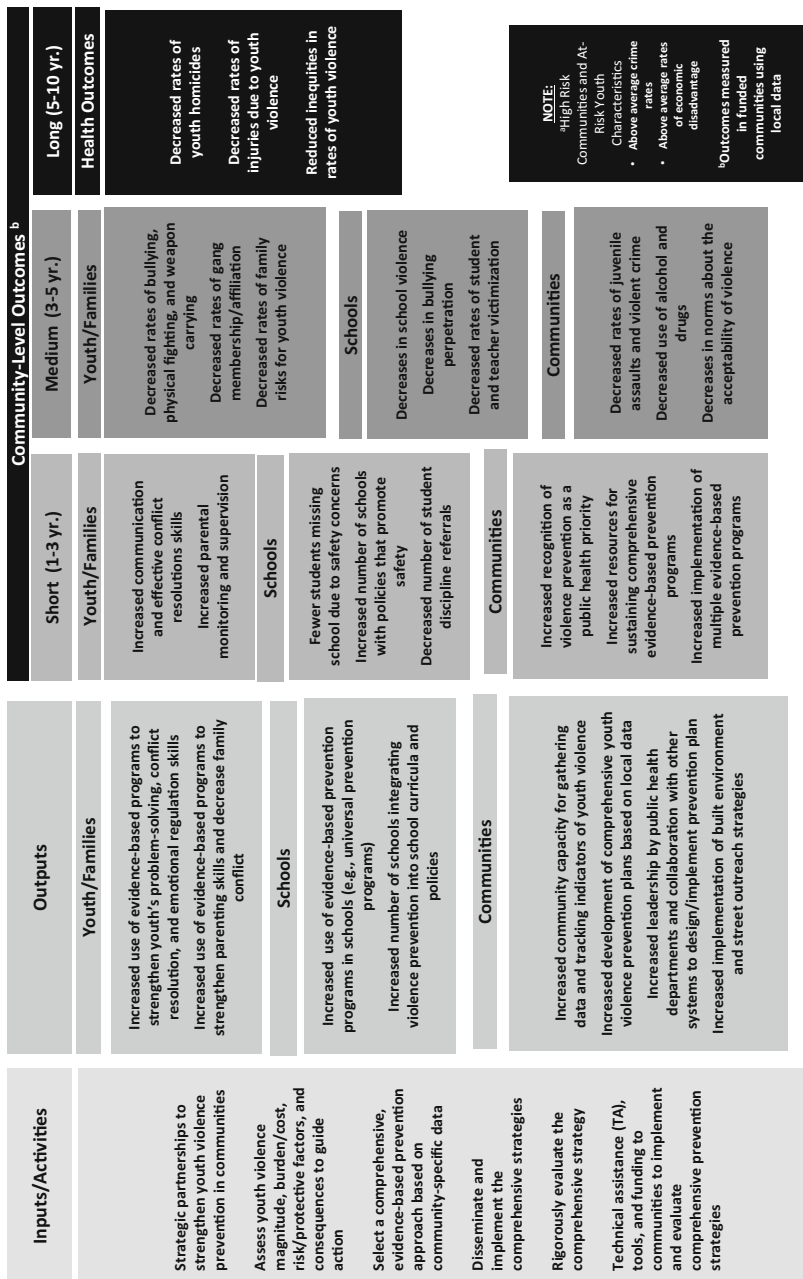 Inputs/Activities
Strategic partnerships to
strengthen youth violence
prevention in communities
Assess youth violence
magnitude, burden/cost,
risk/protective factors, and
consequences to guide
action
Select a comprehensive,
evidence-based prevention
approach based on
community-specific data
Disseminate and
implement the
comprehensive strategies
Rigorously evaluate the
comprehensive strategy
Technical assistance (TA),
tools, and funding to
communities to implement
and evaluate
comprehensive prevention
strategies
Outputs
Youth/Families
Increased use of evidence-based programs to
strengthen youth's problem-solving, conflict
resolution, and emotional regulation skills
Increased use of evidence-based programs to
strengthen parenting skills and decrease family
conflict
Schools
Increased use of evidence-based prevention
programs in schools (e.g., universal prevention
programs)
Increased number of schools integrating
violence prevention into school curricula and
policies
Communities
Increased community capacity for gathering
data and tracking indicators of youth violence
Increased development of comprehensive youth
violence prevention plans based on local data
Increased leadership by public health
departments and collaboration with other
systems to design/implement prevention plan
Increased implementation of built environment
and street outreach strategies
Community-Level Outcomes b
Short (1-3 yr.)
Youth/Families
Increased communication
and effective conflict
resolutions skills
Increased parental
monitoring and supervision
Schools
Fewer students missing
school due to safety concerns
Increased number of schools
with policies that promote
safety
Decreased number of student
discipline referrals
Communities
Increased recognition of
violence prevention as a
public health priority
Increased resources for
sustaining comprehensive
evidence-based prevention
programs
Increased implementation of
multiple evidence-based
prevention programs
Medium (3-5 yr.)
Youth/Families
Decreased rates of bullying,
physical fighting, and weapon
carrying
Decreased rates of gang
membership/affiliation
Decreased rates of family
risks for youth violence
Schools
Decreases in school violence
Decreases in bullying
perpetration
Decreased rates of student
and teacher victimization
Communities
Decreased rates of juvenile
assaults and violent crime
Decreased use of alcohol and
drugs
Decreases in norms about the
acceptability of violence
Long (5-10 yr.)
Health Outcomes
Decreased rates of
youth homicides
Decreased rates of
injuries due to youth
violence
Reduced inequities in
rates of youth violence
NOTE:
aHigh Risk
Communities and At-
Risk Youth
Characteristics
• Above average crime
rates
• Above average rates
of economic
disadvantage
bOutcomes measured
in funded
communities using
local data